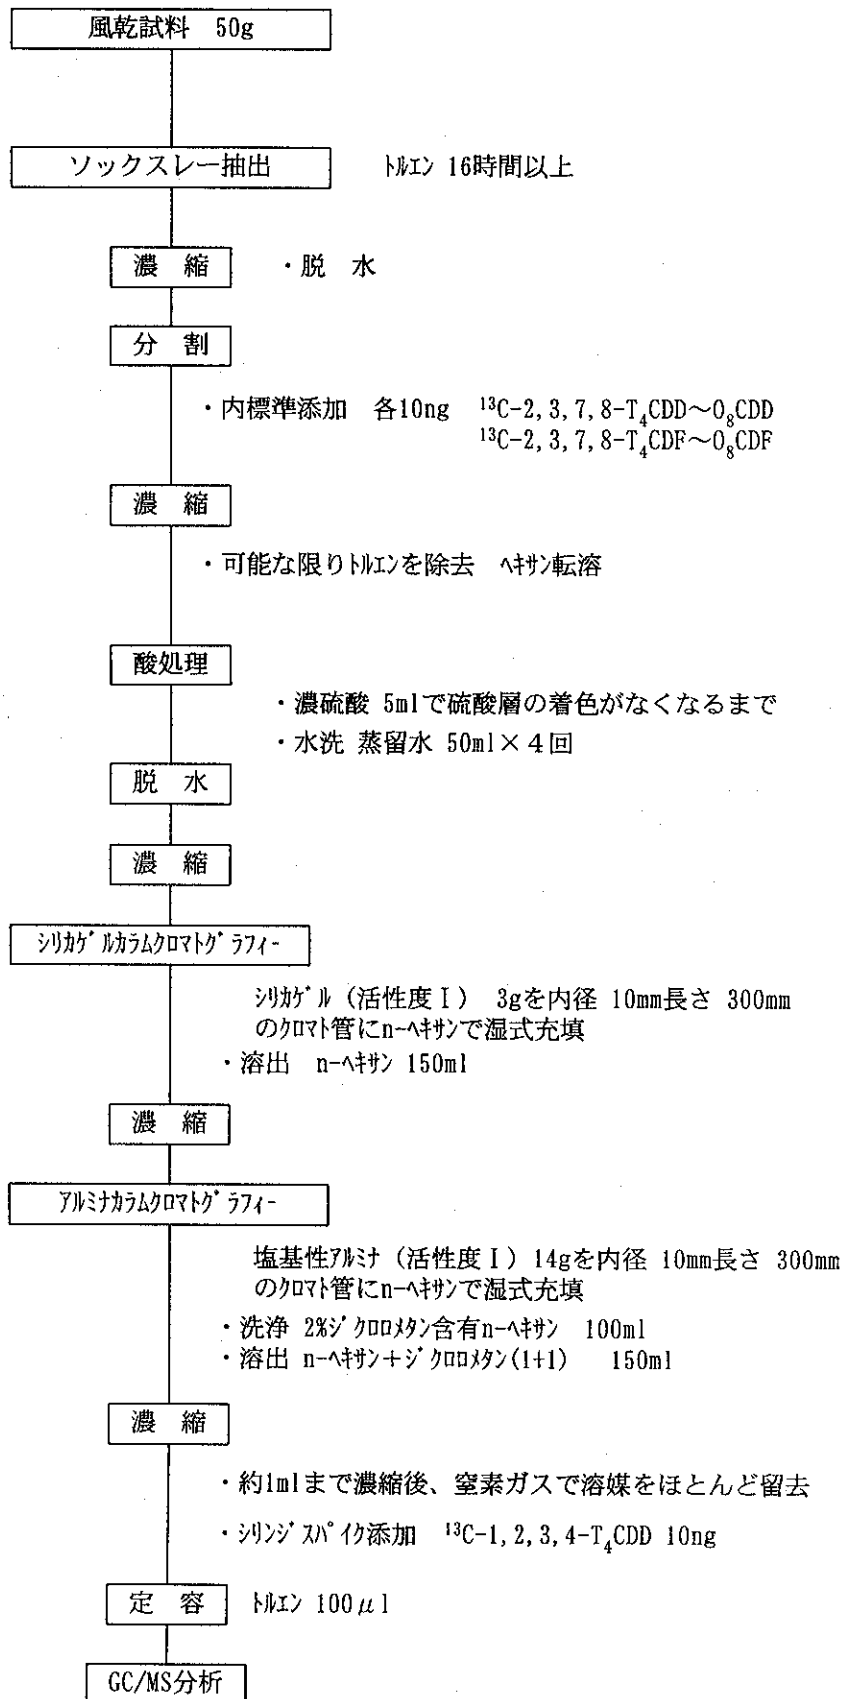 風乾試料 50g
ソックスレー抽出 ﾄﾙｴﾝ 16時間以上
濃 縮 ・脱 水
分 割
・内標準添加 各10ng ¹³C-2,3,7,8-T₄CDD～O₈CDD
¹³C-2,3,7,8-T₄CDF～O₈CDF
濃 縮
・可能な限りﾄﾙｴﾝを除去 ﾍｷｻﾝ転溶
酸処理
・濃硫酸 5mlで硫酸層の着色がなくなるまで
・水洗 蒸留水 50ml×4回
脱 水
濃 縮
ｼﾘｶｹﾞﾙｶﾗﾑｸﾛﾏﾄｸﾞﾗﾌｨｰ
ｼﾘｶｹﾞﾙ (活性度Ⅰ) 3gを内径 10mm長さ 300mm
のｸﾛﾏﾄ管にn-ﾍｷｻﾝで湿式充填
・溶出 n-ﾍｷｻﾝ 150ml
濃 縮
ｱﾙﾐﾅｶﾗﾑｸﾛﾏﾄｸﾞﾗﾌｨｰ
塩基性ｱﾙﾐﾅ (活性度Ⅰ) 14gを内径 10mm長さ 300mm
のｸﾛﾏﾄ管にn-ﾍｷｻﾝで湿式充填
・洗浄 2%ｼﾞｸﾛﾛﾒﾀﾝ含有n-ﾍｷｻﾝ 100ml
・溶出 n-ﾍｷｻﾝ+ｼﾞｸﾛﾛﾒﾀﾝ(1+1) 150ml
濃 縮
・約1mlまで濃縮後、窒素ガスで溶媒をほとんど留去
・ｼﾘﾝｼﾞｽﾊﾟｲｸ添加 ¹³C-1,2,3,4-T₄CDD 10ng
定 容 ﾄﾙｴﾝ 100μl
GC/MS分析